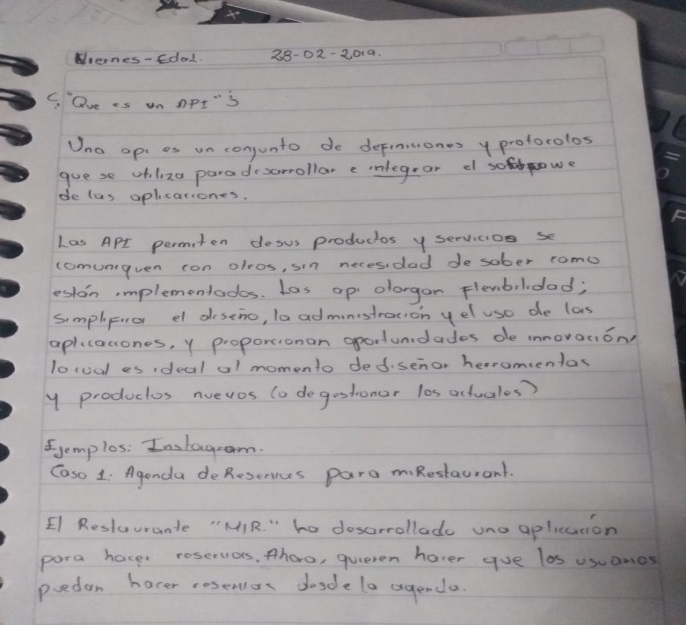 Viernes-Edal. 28-02-2019.
¿"Que es un API"?
Una api es un conjunto de definiciones y protocolos
que se utiliza para desarrollar e integrar el
de las aplicaciones.
Las API permiten desus productos y servicios se
comuniquen con otros, sin necesidad de saber como
están implementados. Las api otorgan flexibilidad;
simplifica el diseño, la administración y el uso de las
aplicaciones, y proporcionan oportunidades de innovación,
lo cual es ideal al momento de diseñar herramientas
y productos nuevos (o de gestionar los actuales)
Ejemplos: Instagram.
Caso 1: Agenda de Reservas para miRestaurant.
El Restaurante "MIR" ha desarrollado una aplicación
para hacer reservas. Ahora, quieren hacer que los usuarios
puedan hacer reservas desde la agenda.